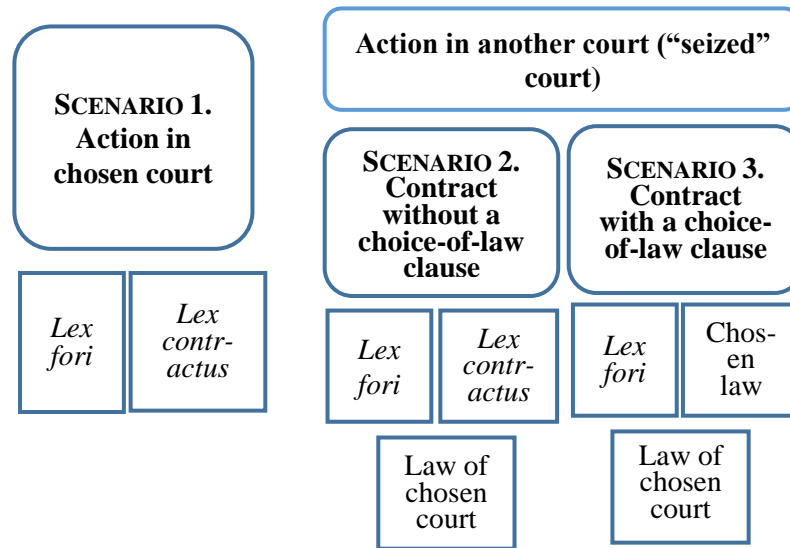 SCENARIO 1.
Action in
chosen court
Lex
fori
Lex
contr-
actus
Action in another court (“seized”
court)
SCENARIO 2.
Contract
without a
choice-of-law
clause
SCENARIO 3.
Contract
with a choice-
of-law clause
Lex
fori
Lex
contr-
actus
Lex
fori
Chos-
en
law
Law of
chosen
court
Law of
chosen
court